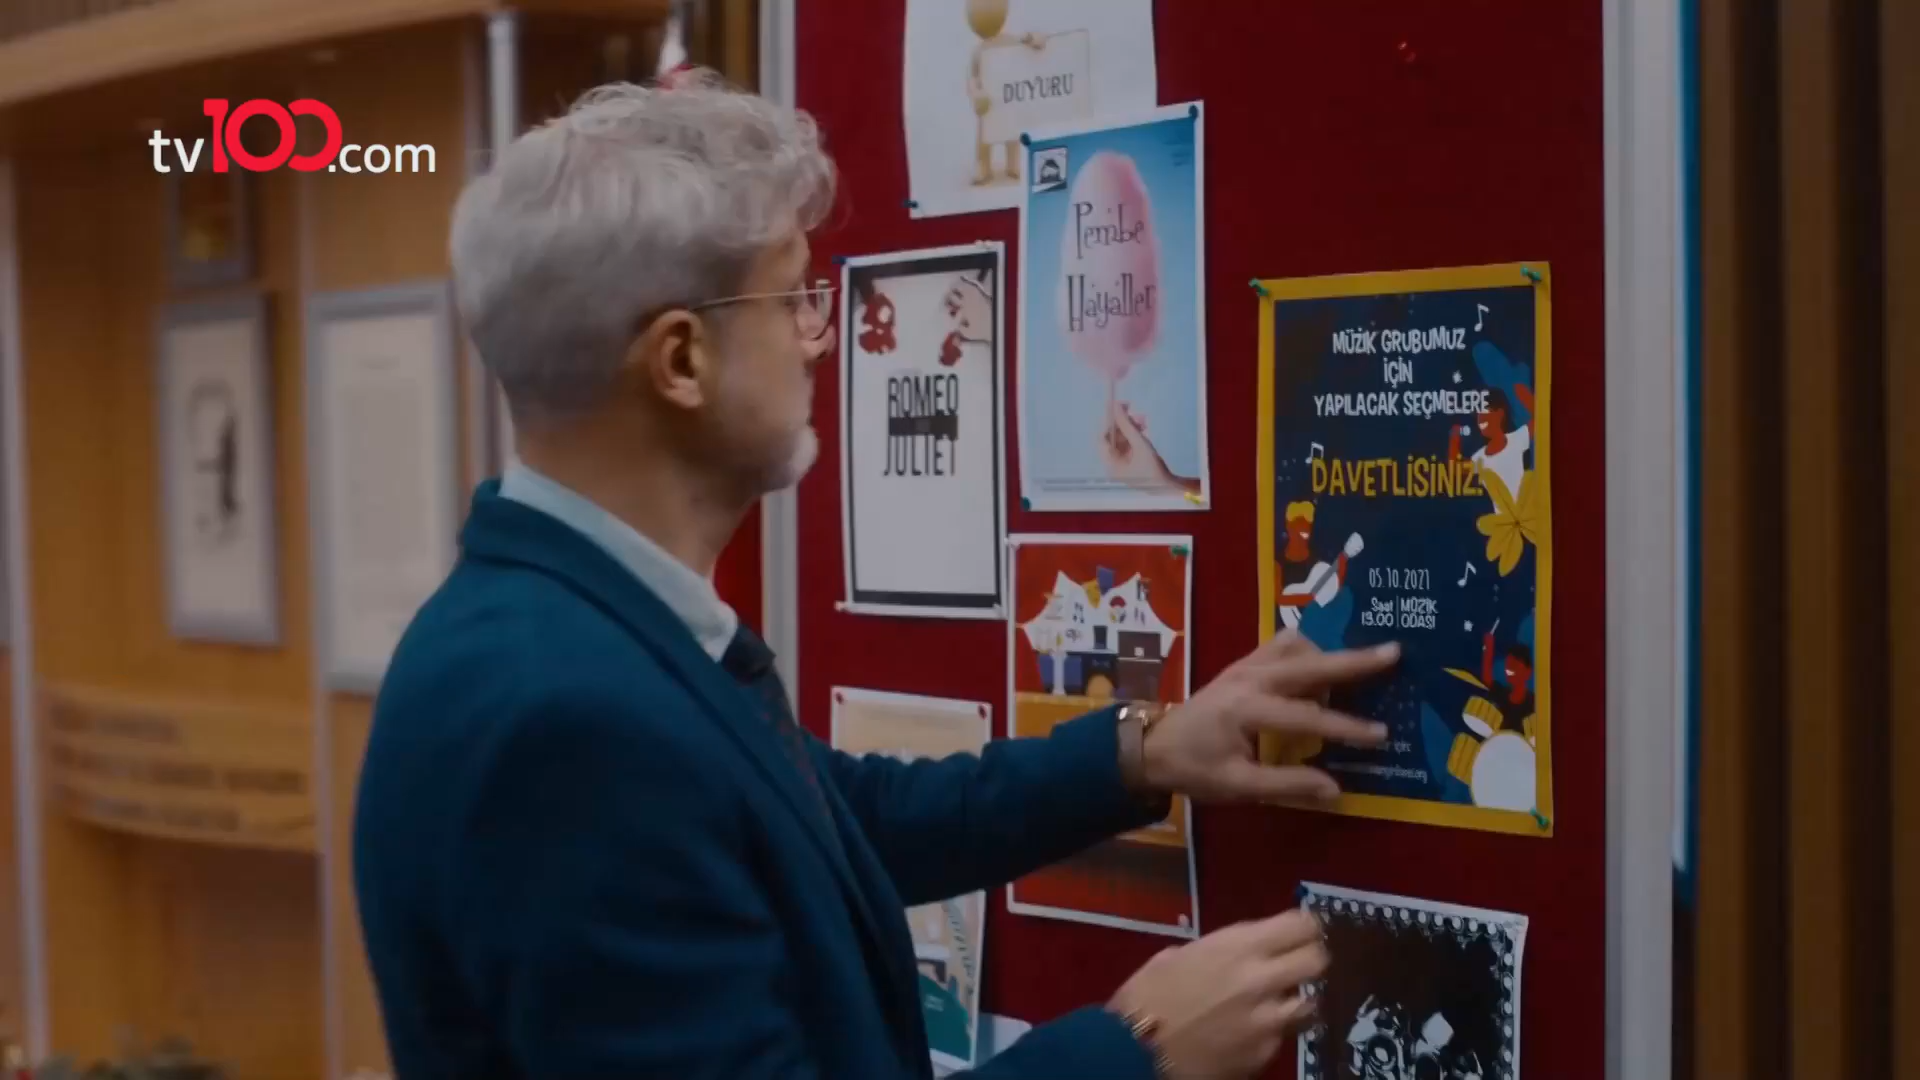 tv100.com
DUYURU
Pembe
Hayaller
ROMEO
JULIET
MÜZİK GRUBUMUZ
İÇİN
YAPILACAK SEÇMELERE
DAVETLİSİNİZ!
05.10.2021
Saat 19.00 | MÜZİK ODASI